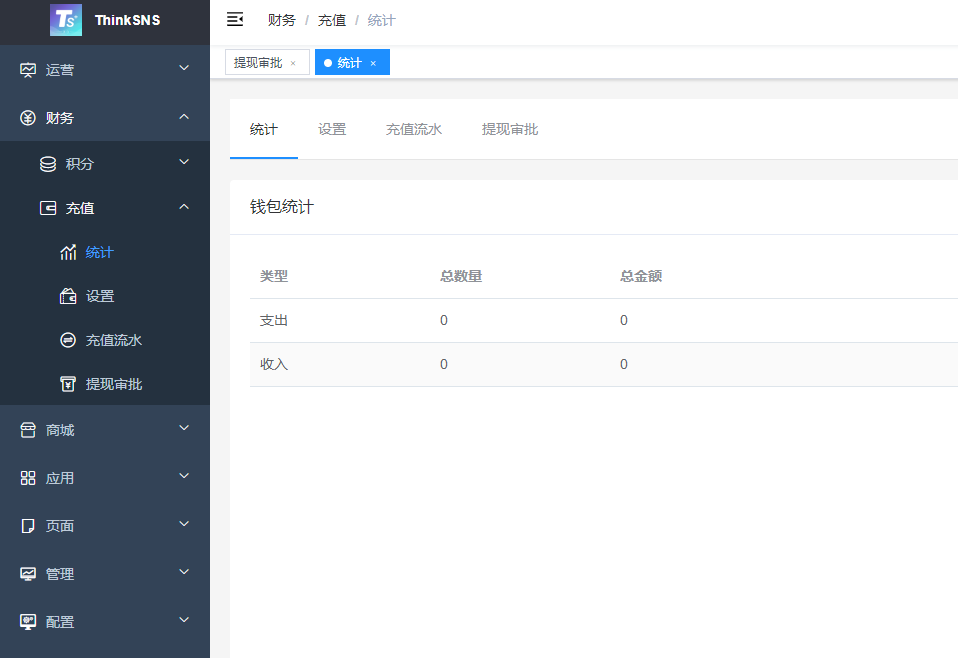 ThinkSNS
运营
财务
积分
充值
统计
设置
充值流水
提现审批
商城
应用
页面
管理
配置
财务 / 充值 / 统计
提现审批 × 统计 ×
统计 设置 充值流水 提现审批
钱包统计
类型 总数量 总金额
支出 0 0
收入 0 0